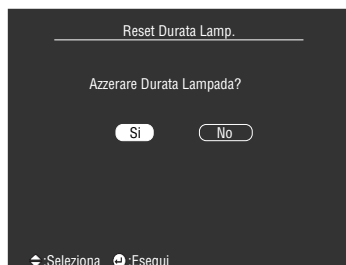 Reset Durata Lamp.
Azzerare Durata Lampada?
Si No
:Seleziona :Esegui